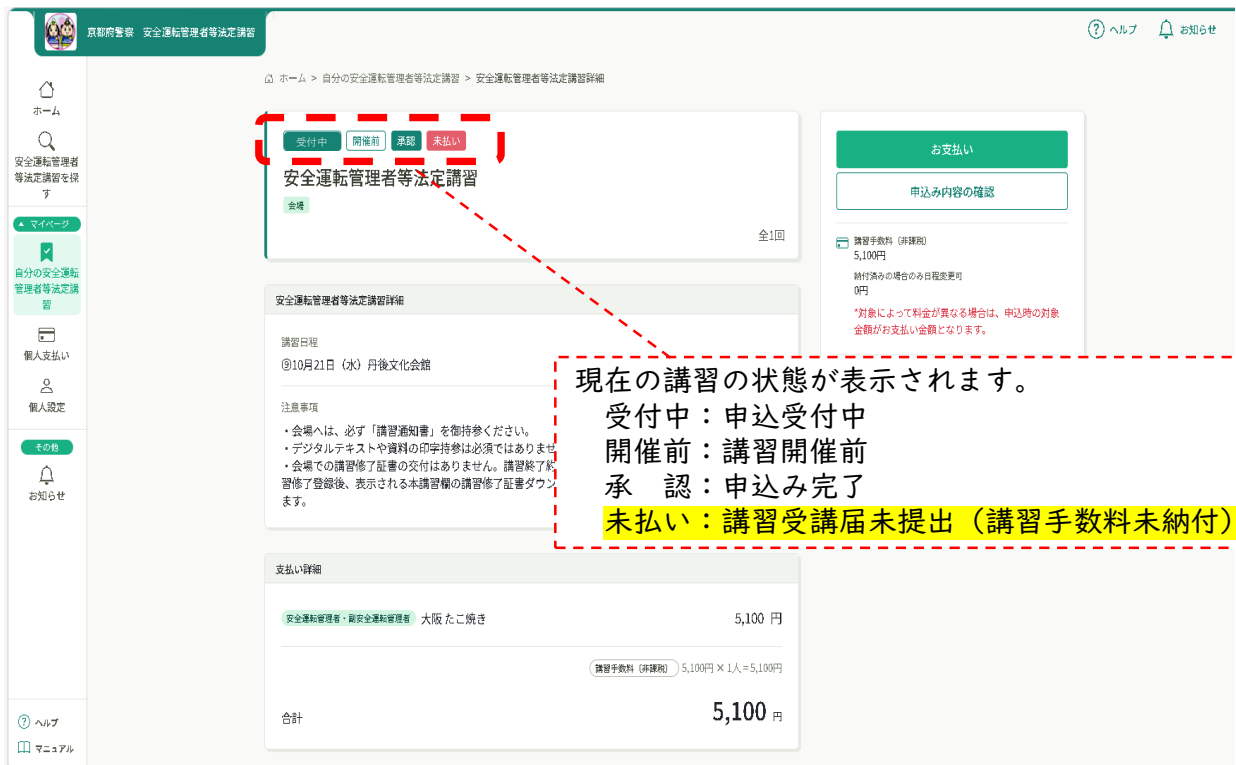 京都府警察 安全運転管理者等法定講習
ヘルプ
お知らせ
ホーム > 自分の安全運転管理者等法定講習 > 安全運転管理者等法定講習詳細
ホーム
安全運転管理者
等法定講習を探
す
マイページ
自分の安全運転
管理者等法定講
習
個人支払い
個人設定
その他
お知らせ
ヘルプ
マニュアル
受付中 開催前 承認 未払い
安全運転管理者等法定講習
会場
全1回
お支払い
申込み内容の確認
講習手数料（非課税）
5,100円
納付済みの場合のみ日程変更可
0円
*対象によって料金が異なる場合は、申込時の対象
金額がお支払い金額となります。
安全運転管理者等法定講習詳細
講習日程
⑨10月21日（水）丹後文化会館
注意事項
・会場へは、必ず「講習通知書」を御持参ください。
・デジタルテキストや資料の印字持参は必須ではありませ
・会場での講習修了証書の交付はありません。講習終了
習修了登録後、表示される本講習欄の講習修了証書ダウン
ます。
現在の講習の状態が表示されます。
受付中：申込受付中
開催前：講習開催前
承　認：申込み完了
未払い：講習受講届未提出（講習手数料未納付）
支払い詳細
安全運転管理者・副安全運転管理者 大阪 たこ焼き 5,100 円
講習手数料（非課税） 5,100円 × 1人 = 5,100円
合計 5,100 円